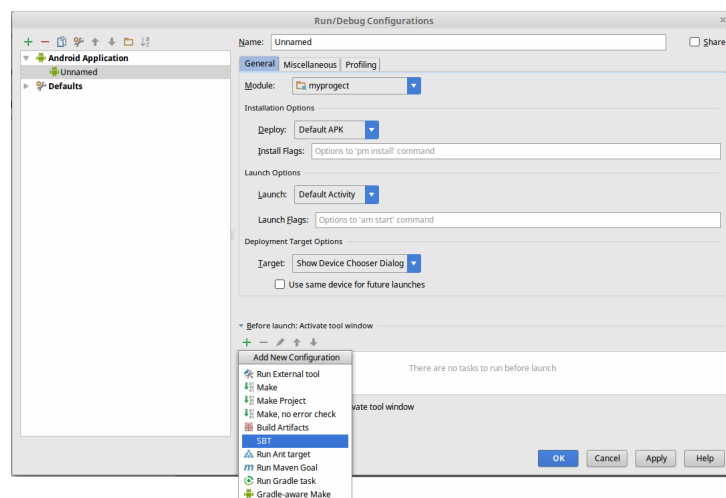 Run/Debug Configurations
Name: Unnamed
Share
Android Application
Unnamed
Defaults
General Miscellaneous Profiling
Module: myprogect
Installation Options
Deploy: Default APK
Install Flags: Options to 'pm install' command
Launch Options
Launch: Default Activity
Launch Flags: Options to 'am start' command
Deployment Target Options
Target: Show Device Chooser Dialog
Use same device for future launches
Before launch: Activate tool window
Add New Configuration
There are no tasks to run before launch
Run External tool
Make
Make Project
Make, no error check
vate tool window
Build Artifacts
SBT
Run Ant target
Run Maven Goal
Run Gradle task
Gradle-aware Make
OK Cancel Apply Help